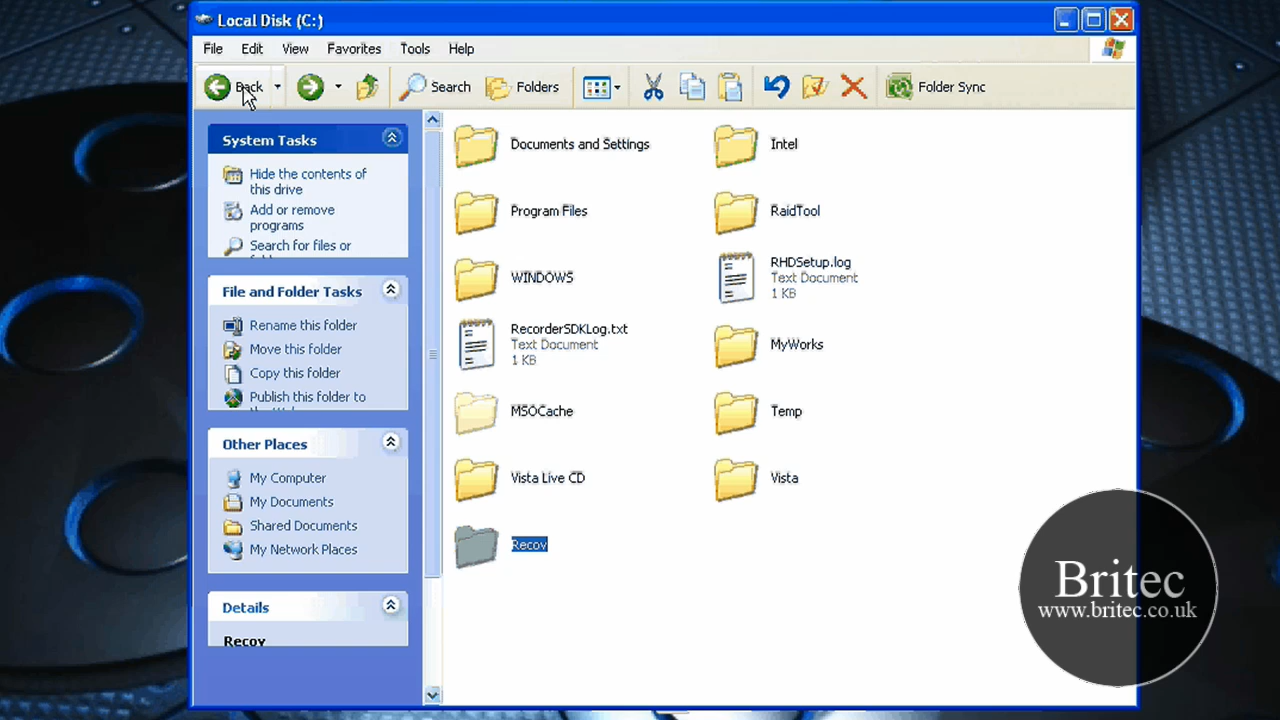 Local Disk (C:)
File Edit View Favorites Tools Help
Back Search Folders Folder Sync
System Tasks
Hide the contents of
this drive
Add or remove
programs
Search for files or
File and Folder Tasks
Rename this folder
Move this folder
Copy this folder
Publish this folder to
Other Places
My Computer
My Documents
Shared Documents
My Network Places
Details
Recov
Documents and Settings
Intel
Program Files
RaidTool
WINDOWS
RHDSetup.log
Text Document
1 KB
RecorderSDKLog.txt
Text Document
1 KB
MyWorks
MSOCache
Temp
Vista Live CD
Vista
Recov
Britec
www.britec.co.uk